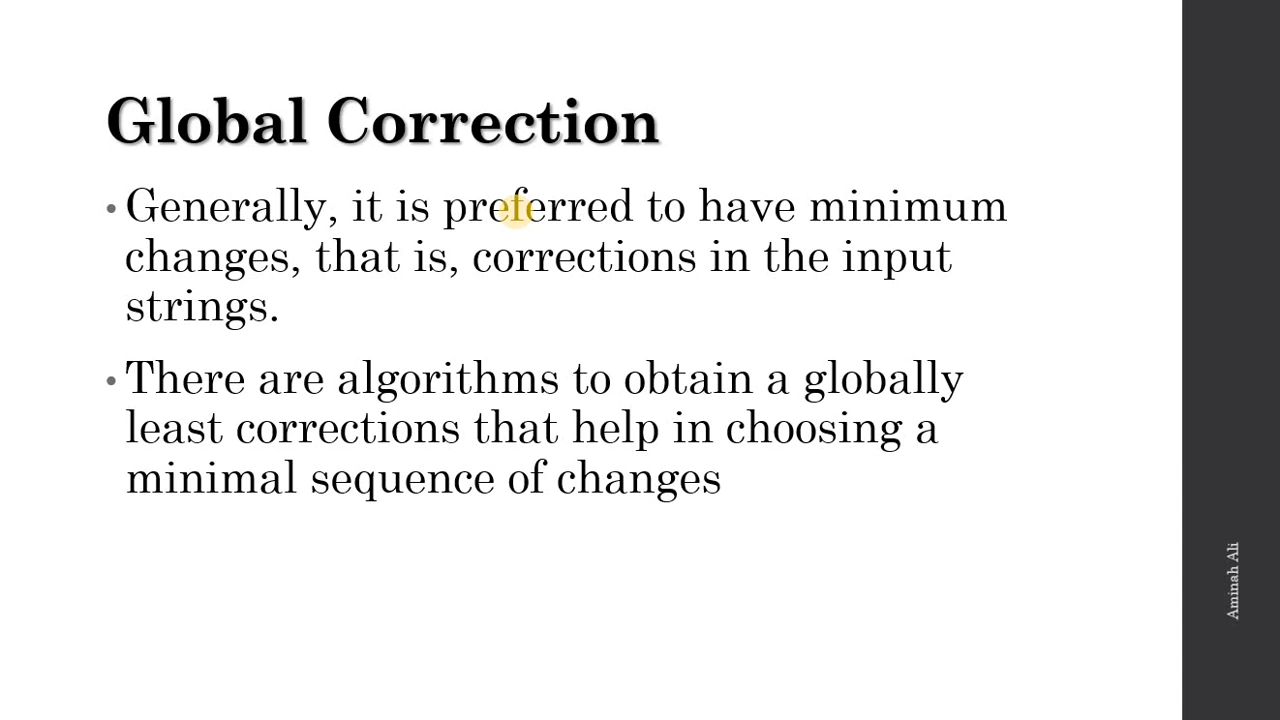 Global Correction
• Generally, it is preferred to have minimum
changes, that is, corrections in the input
strings.
• There are algorithms to obtain a globally
least corrections that help in choosing a
minimal sequence of changes
Aminah Ali